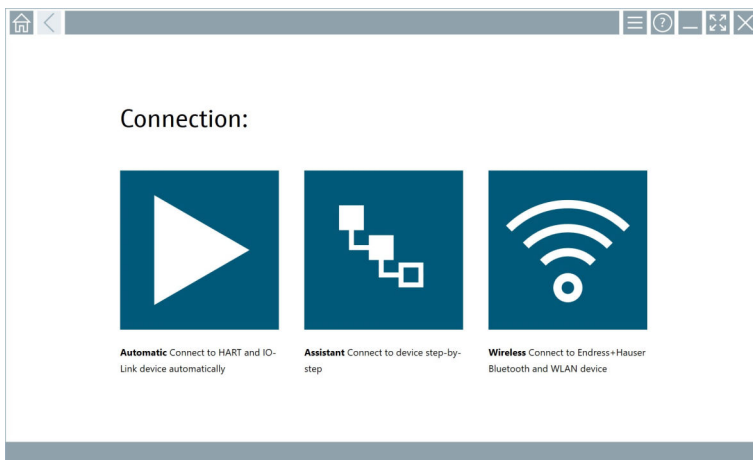 Connection:
Automatic Connect to HART and IO-
Link device automatically
Assistant Connect to device step-by-
step
Wireless Connect to Endress+Hauser
Bluetooth and WLAN device